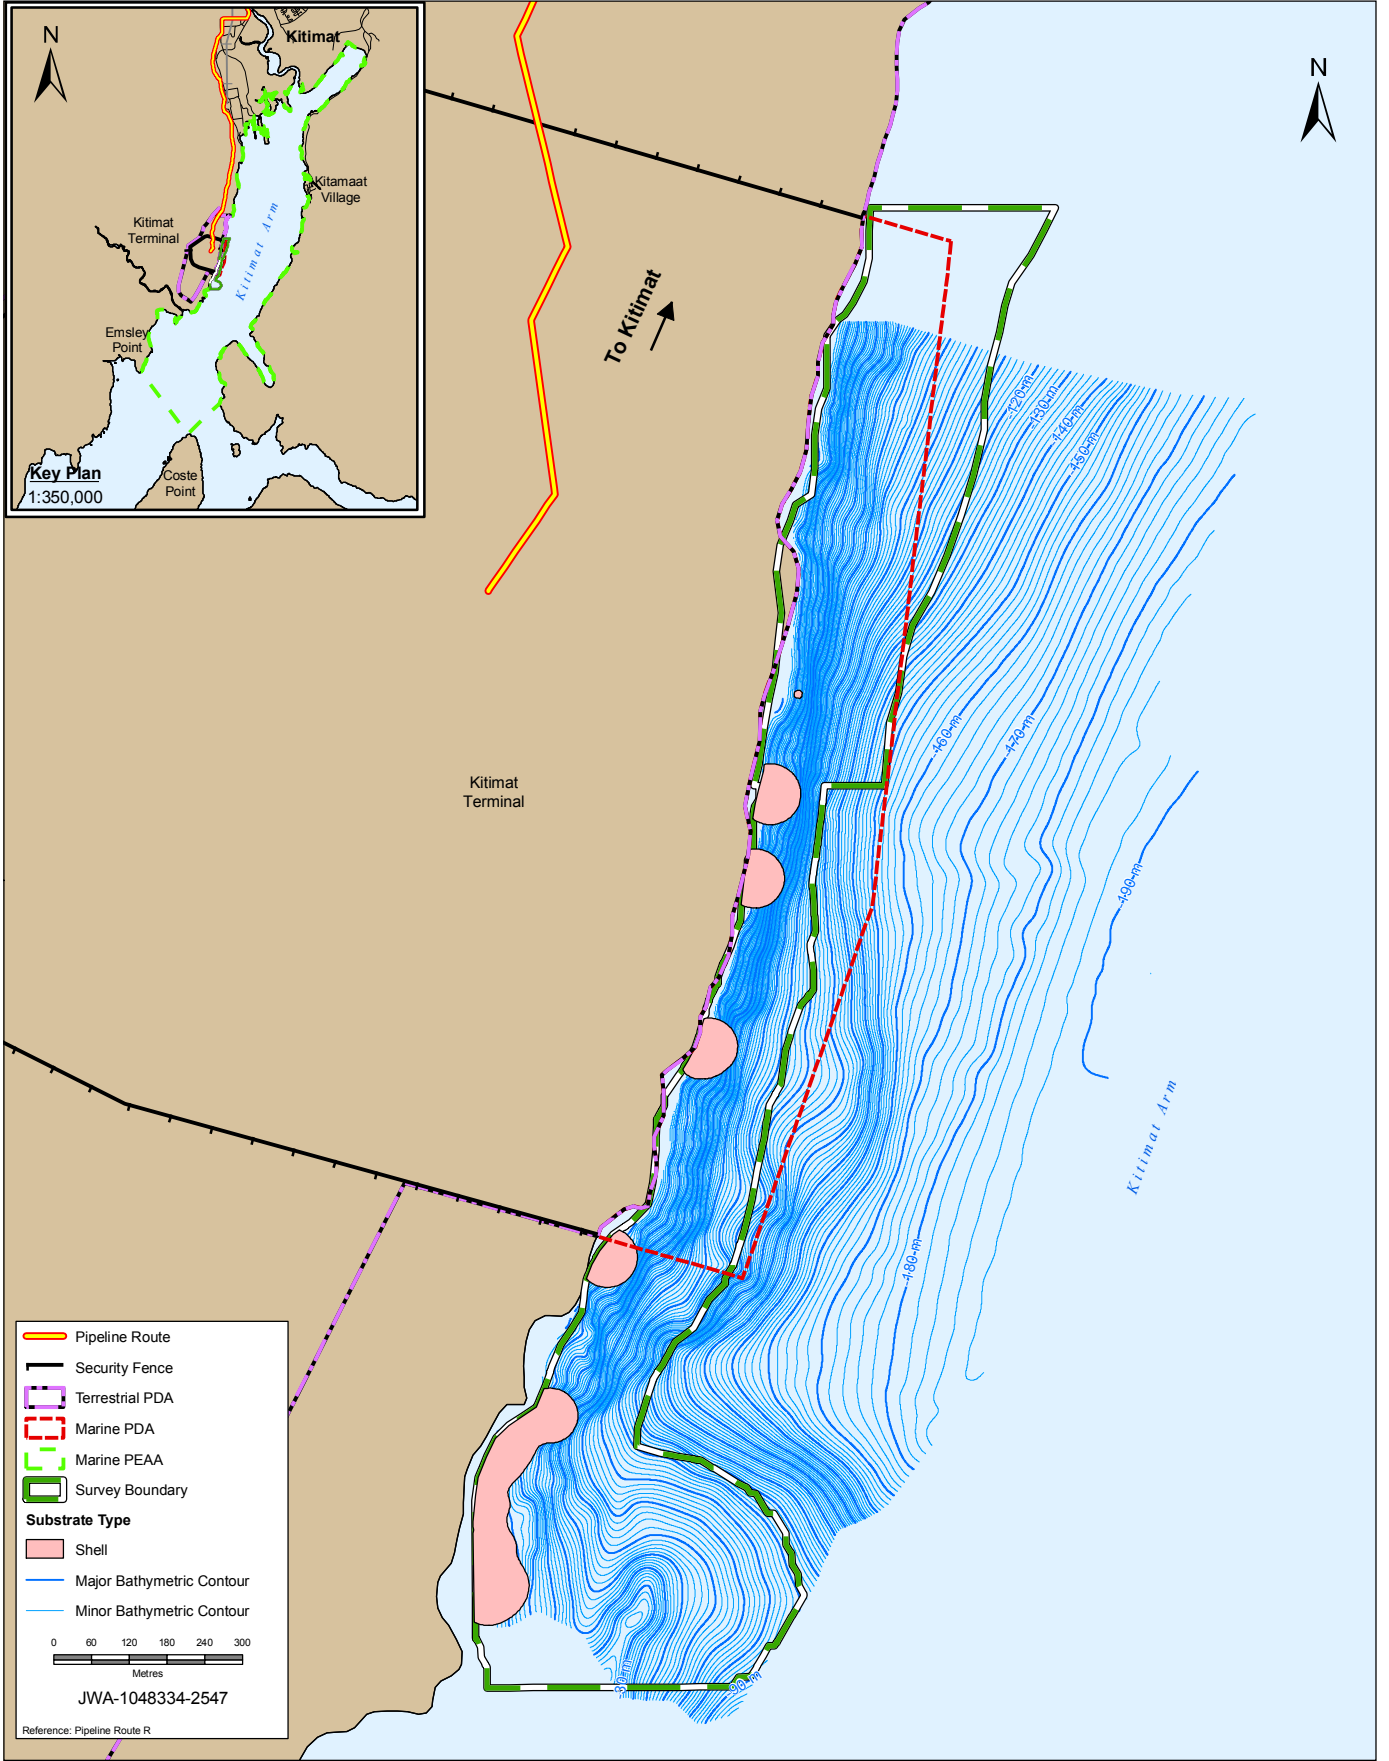 N
Kitimat
Kitamaat
Village
Kitimat
Terminal
Kitimat Arm
Emsley
Point
Key Plan
1:350,000
Coste
Point
N
To Kitimat
-120-m
-130-m
-140-m
-150-m
-160-m
-170-m
Kitimat
Terminal
-190-m
Kitimat Arm
-180-m
-30-m
-90-m
Pipeline Route
Security Fence
Terrestrial PDA
Marine PDA
Marine PEAA
Survey Boundary
Substrate Type
Shell
Major Bathymetric Contour
Minor Bathymetric Contour
0 60 120 180 240 300
Metres
JWA-1048334-2547
Reference: Pipeline Route R